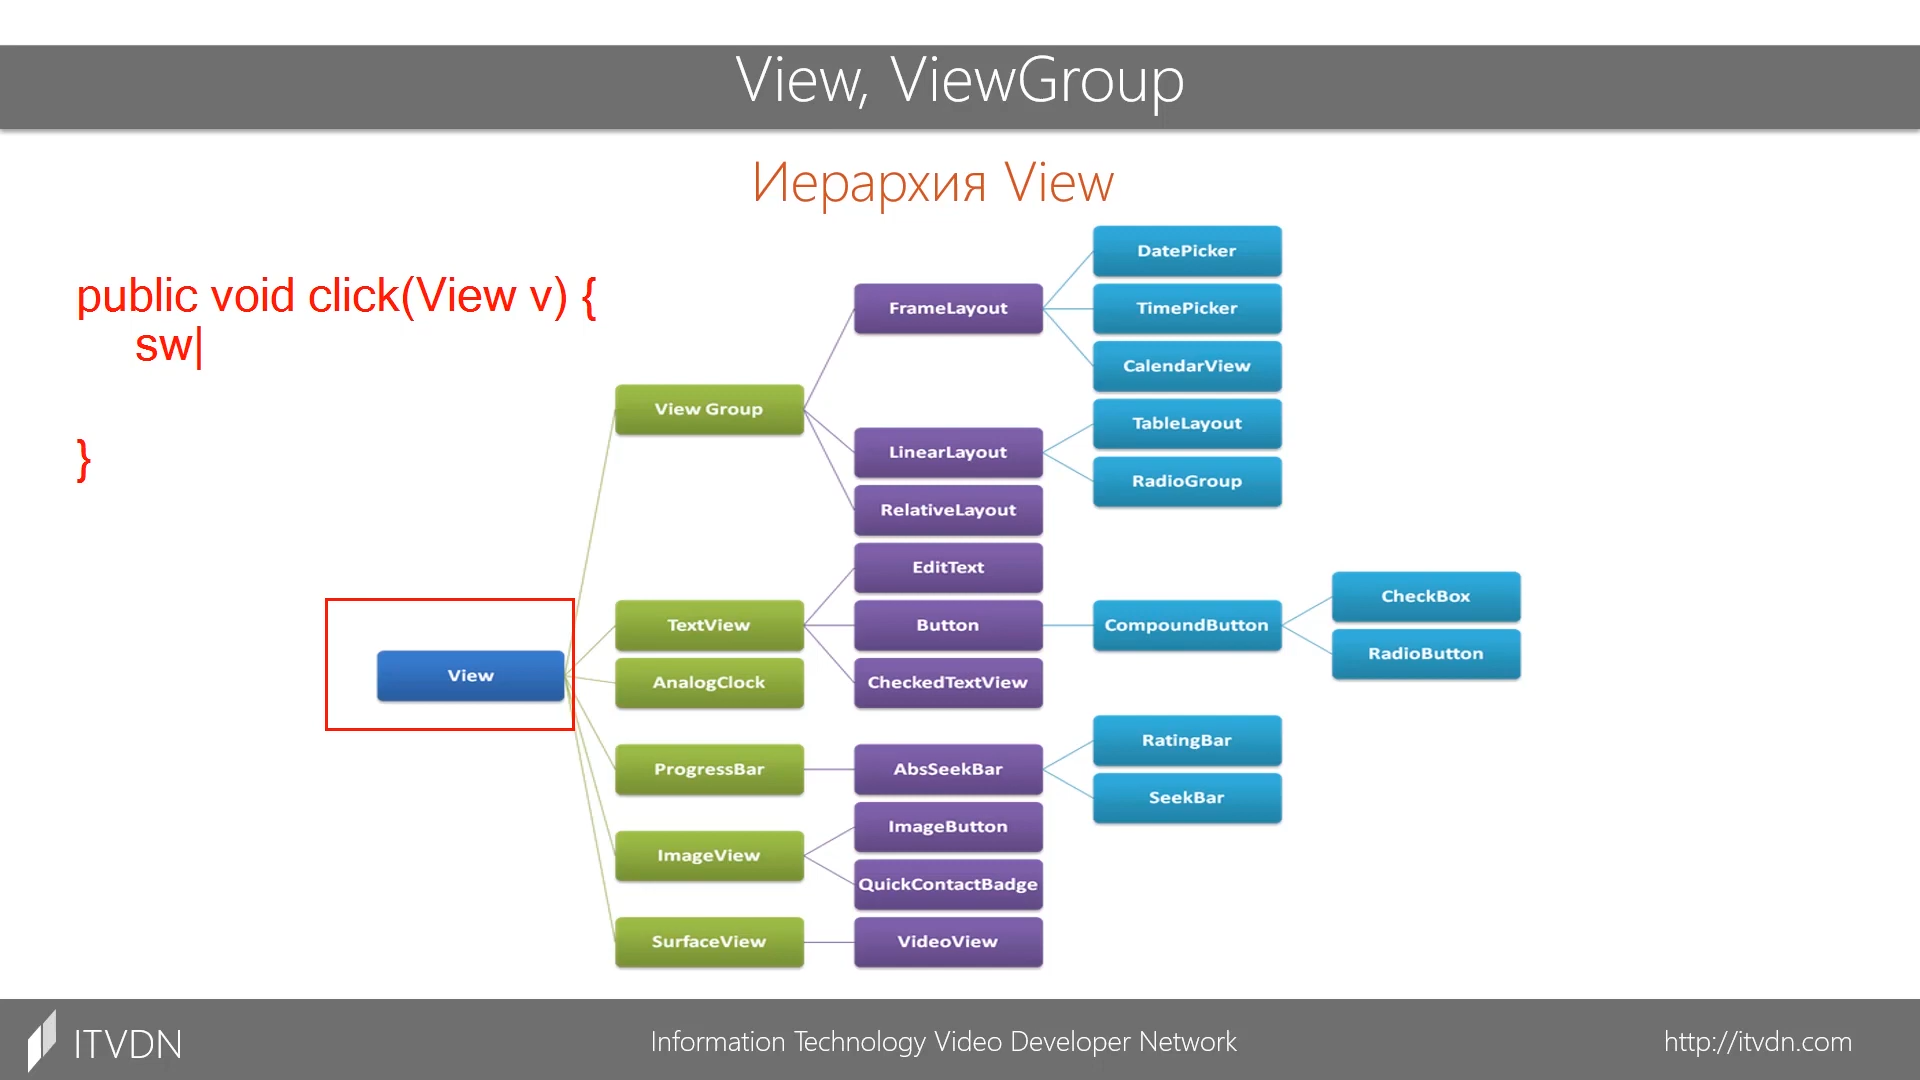 View, ViewGroup
Иерархия View
public void click(View v) {
sw
}
DatePicker
FrameLayout
TimePicker
CalendarView
View Group
TableLayout
LinearLayout
RadioGroup
RelativeLayout
EditText
CheckBox
View
TextView
Button
CompoundButton
RadioButton
AnalogClock
CheckedTextView
RatingBar
ProgressBar
AbsSeekBar
SeekBar
ImageButton
ImageView
QuickContactBadge
SurfaceView
VideoView
ITVDN
Information Technology Video Developer Network
http://itvdn.com